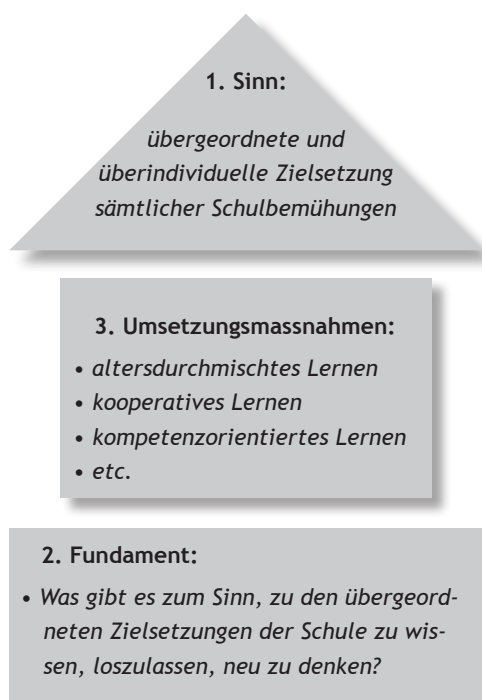 1. Sinn:
übergeordnete und
überindividuelle Zielsetzung
sämtlicher Schulbemühungen
3. Umsetzungsmassnahmen:
• altersdurchmischtes Lernen
• kooperatives Lernen
• kompetenzorientiertes Lernen
• etc.
2. Fundament:
• Was gibt es zum Sinn, zu den übergeord-
neten Zielsetzungen der Schule zu wis-
sen, loszulassen, neu zu denken?